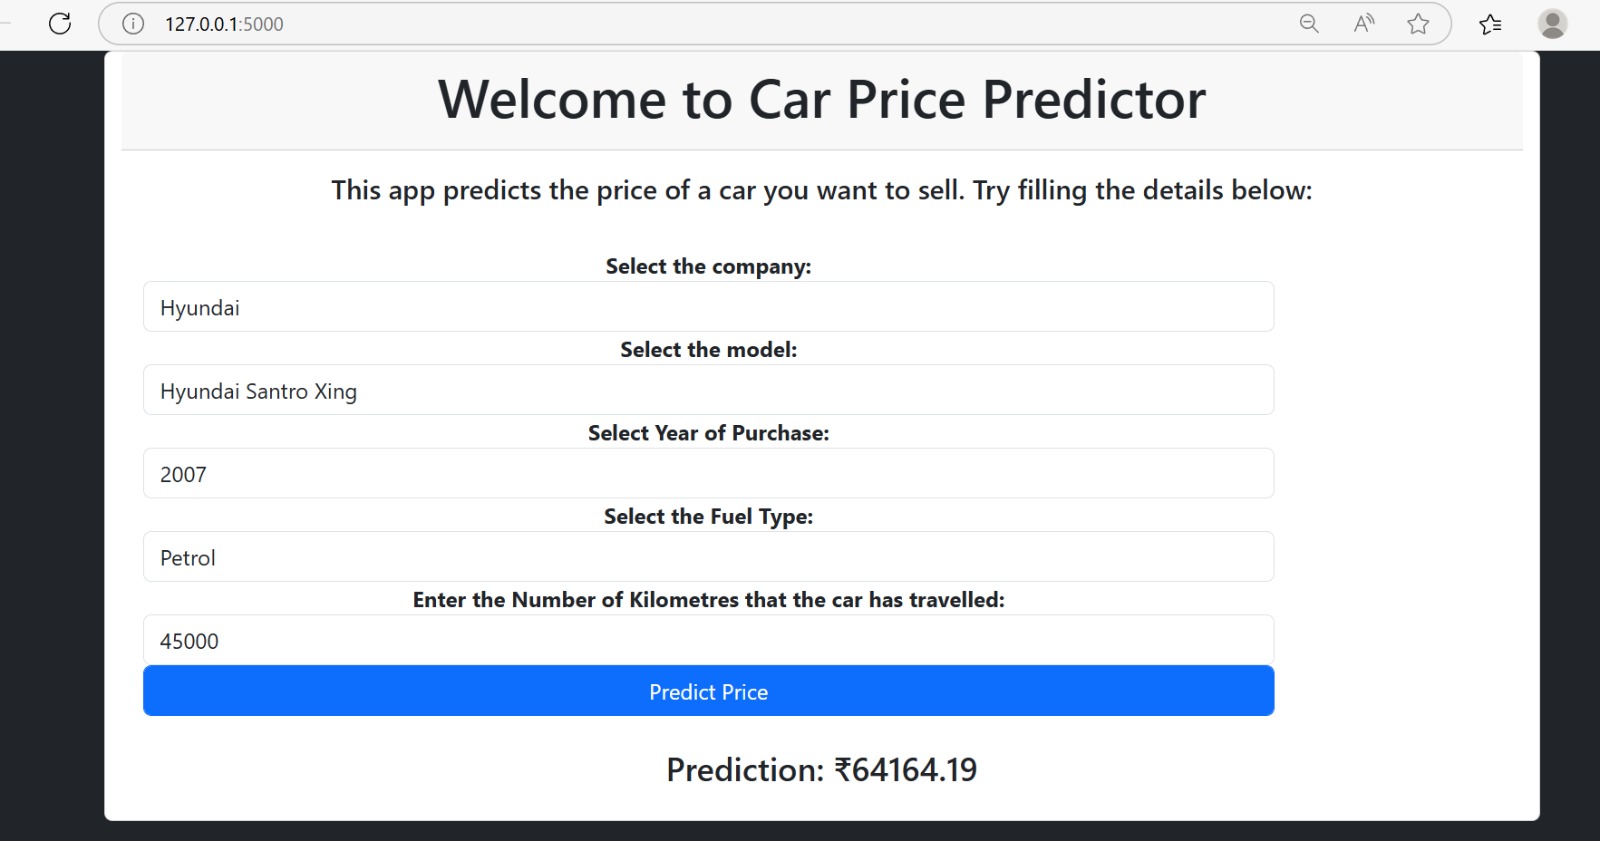 127.0.0.1:5000
Welcome to Car Price Predictor
This app predicts the price of a car you want to sell. Try filling the details below:
Select the company:
Hyundai
Select the model:
Hyundai Santro Xing
Select Year of Purchase:
2007
Select the Fuel Type:
Petrol
Enter the Number of Kilometres that the car has travelled:
45000
Predict Price
Prediction: ₹64164.19